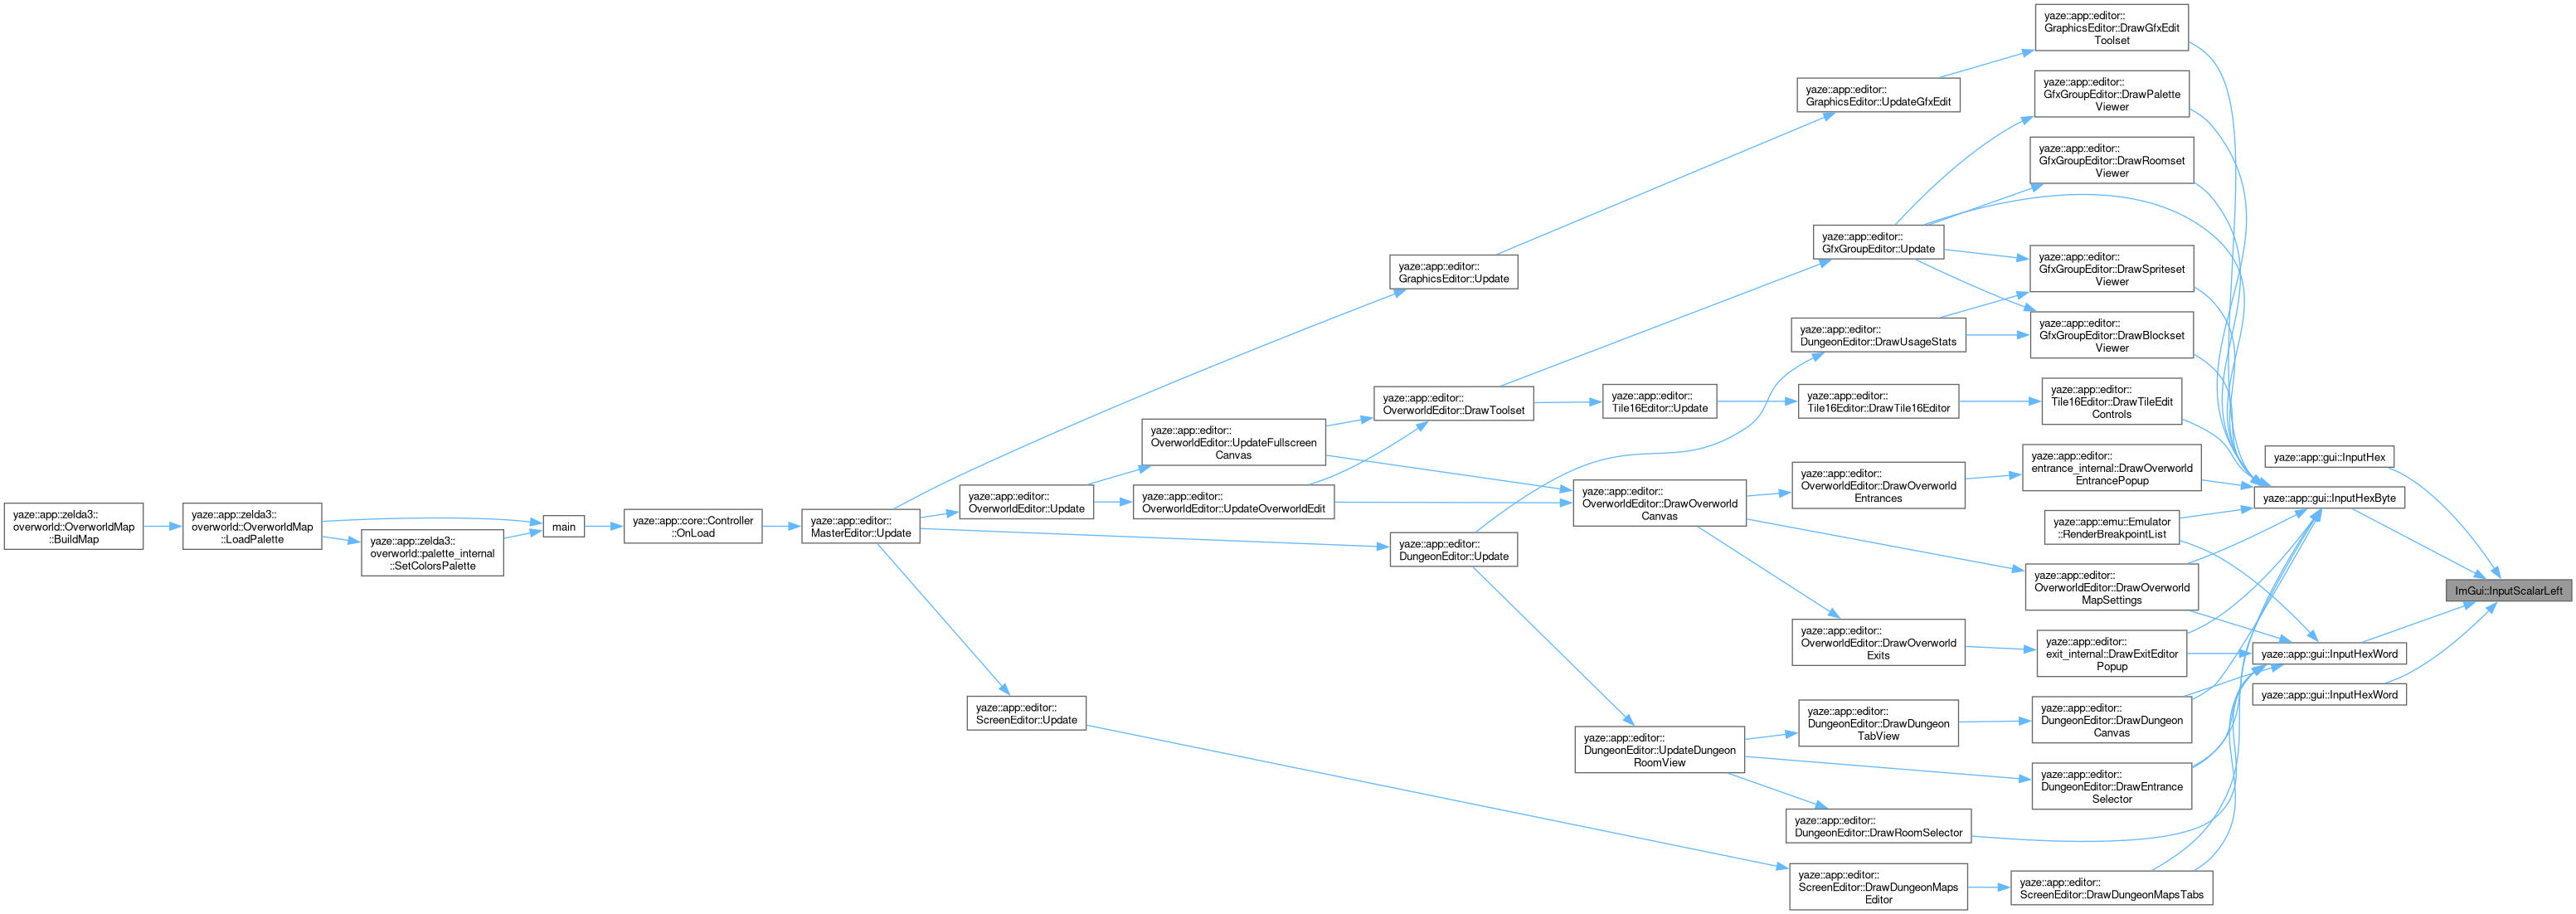 yaze::app::zelda3::
overworld::OverworldMap
::BuildMap
yaze::app::zelda3::
overworld::OverworldMap
::LoadPalette
yaze::app::zelda3::
overworld::palette_internal
::SetColorsPalette
main
yaze::app::core::Controller
::OnLoad
yaze::app::editor::
MasterEditor::Update
yaze::app::editor::
OverworldEditor::Update
yaze::app::editor::
ScreenEditor::Update
yaze::app::editor::
OverworldEditor::UpdateFullscreen
Canvas
yaze::app::editor::
OverworldEditor::UpdateOverworldEdit
yaze::app::editor::
GraphicsEditor::Update
yaze::app::editor::
OverworldEditor::DrawToolset
yaze::app::editor::
DungeonEditor::Update
yaze::app::editor::
Tile16Editor::Update
yaze::app::editor::
OverworldEditor::DrawOverworld
Canvas
yaze::app::editor::
DungeonEditor::UpdateDungeon
RoomView
yaze::app::editor::
GraphicsEditor::UpdateGfxEdit
yaze::app::editor::
GfxGroupEditor::Update
yaze::app::editor::
DungeonEditor::DrawUsageStats
yaze::app::editor::
Tile16Editor::DrawTile16Editor
yaze::app::editor::
OverworldEditor::DrawOverworld
Entrances
yaze::app::editor::
OverworldEditor::DrawOverworld
Exits
yaze::app::editor::
DungeonEditor::DrawDungeon
TabView
yaze::app::editor::
DungeonEditor::DrawRoomSelector
yaze::app::editor::
ScreenEditor::DrawDungeonMaps
Editor
yaze::app::editor::
GraphicsEditor::DrawGfxEdit
Toolset
yaze::app::editor::
GfxGroupEditor::DrawPalette
Viewer
yaze::app::editor::
GfxGroupEditor::DrawRoomset
Viewer
yaze::app::editor::
GfxGroupEditor::DrawSpriteset
Viewer
yaze::app::editor::
GfxGroupEditor::DrawBlockset
Viewer
yaze::app::editor::
Tile16Editor::DrawTileEdit
Controls
yaze::app::editor::
entrance_internal::DrawOverworld
EntrancePopup
yaze::app::emu::Emulator
::RenderBreakpointList
yaze::app::editor::
OverworldEditor::DrawOverworld
MapSettings
yaze::app::editor::
exit_internal::DrawExitEditor
Popup
yaze::app::editor::
DungeonEditor::DrawDungeon
Canvas
yaze::app::editor::
DungeonEditor::DrawEntrance
Selector
yaze::app::editor::
ScreenEditor::DrawDungeonMapsTabs
yaze::app::gui::InputHex
yaze::app::gui::InputHexByte
yaze::app::gui::InputHexWord
yaze::app::gui::InputHexWord
ImGui::InputScalarLeft